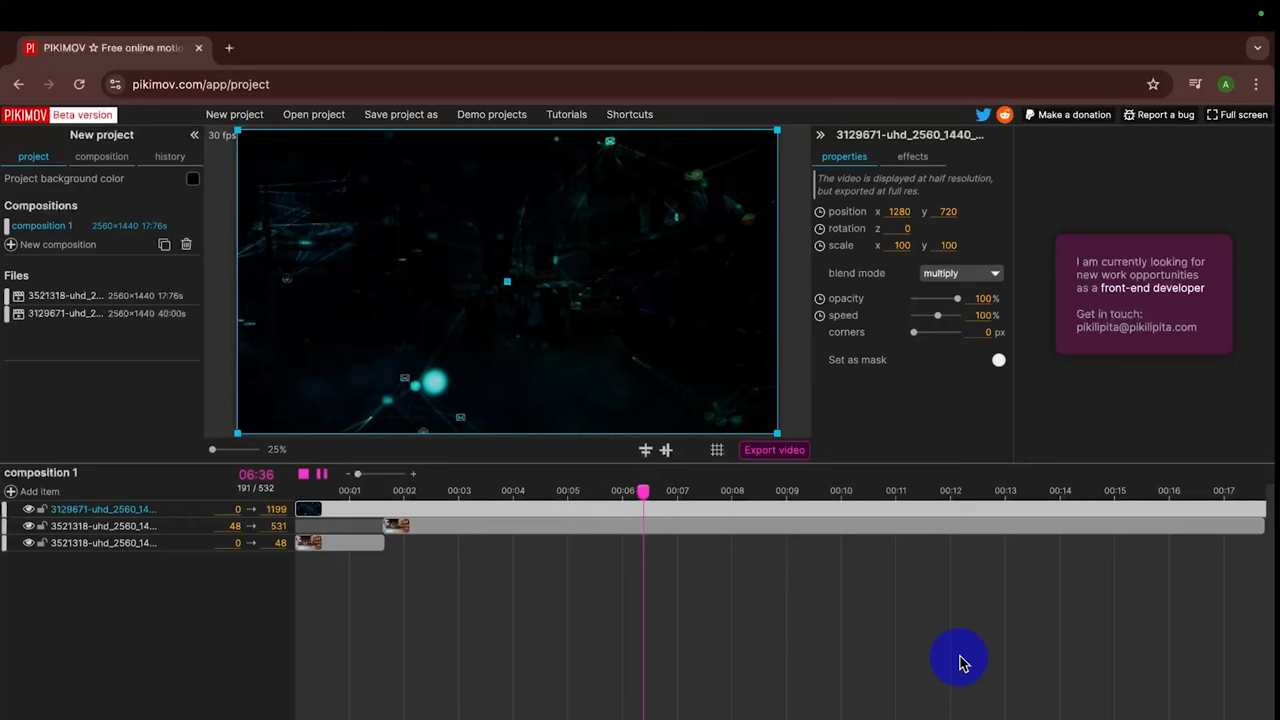 PIKIMOV ☆ Free online motio
pikimov.com/app/project
A
PIKIMOV Beta version
New project
Open project
Save project as
Demo projects
Tutorials
Shortcuts
Make a donation
Report a bug
Full screen
New project
30 fps
3129671-uhd_2560_1440_...
project
composition
history
properties
effects
Project background color
The video is displayed at half resolution,
but exported at full res.
Compositions
composition 1 2560×1440 17:76s
New composition
Files
3521318-uhd_2... 2560×1440 17:76s
3129671-uhd_2... 2560×1440 40:00s
position x 1280 y 720
rotation z 0
scale x 100 y 100
blend mode multiply
opacity 100%
speed 100%
corners 0 px
Set as mask
I am currently looking for
new work opportunities
as a front-end developer
Get in touch:
pikilipita@pikilipita.com
25%
Export video
composition 1
06:36
- +
191 / 532
Add item
00:01 00:02 00:03 00:04 00:05 00:06 00:07 00:08 00:09 00:10 00:11 00:12 00:13 00:14 00:15 00:16 00:17
3129671-uhd_2560_14... 0 ⇢ 1199
3521318-uhd_2560_14... 48 ⇢ 531
3521318-uhd_2560_14... 0 ⇢ 48